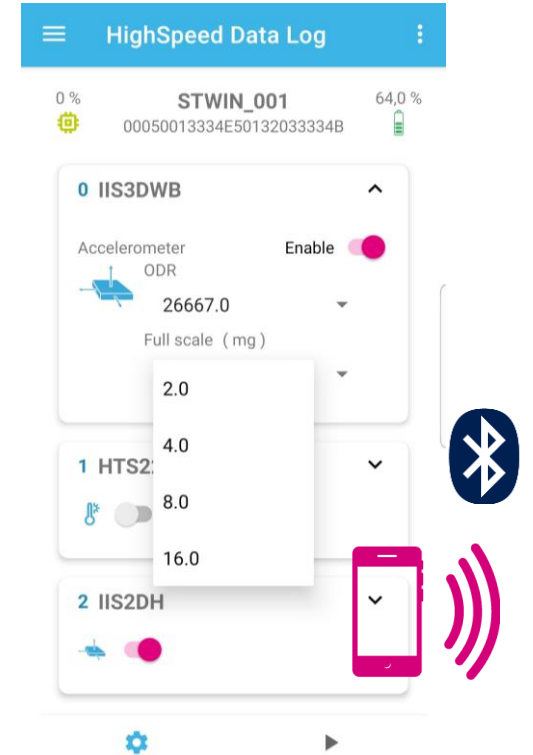 HighSpeed Data Log
0 % STWIN_001 64,0 %
00050013334E50132033334B
0 IIS3DWB
Accelerometer Enable
ODR
26667.0
Full scale ( mg )
2.0
4.0
1 HTS2
8.0
16.0
2 IIS2DH